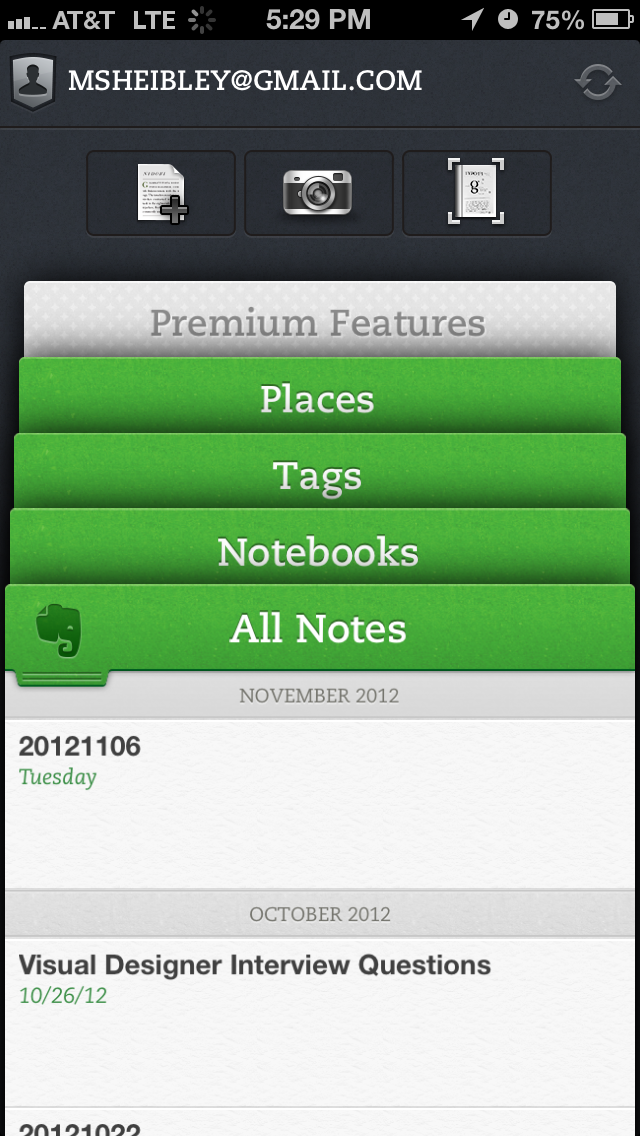 AT&T LTE 5:29 PM 75%
MSHEIBLEY@GMAIL.COM
Premium Features
Places
Tags
Notebooks
All Notes
NOVEMBER 2012
20121106
Tuesday
OCTOBER 2012
Visual Designer Interview Questions
10/26/12
20121022